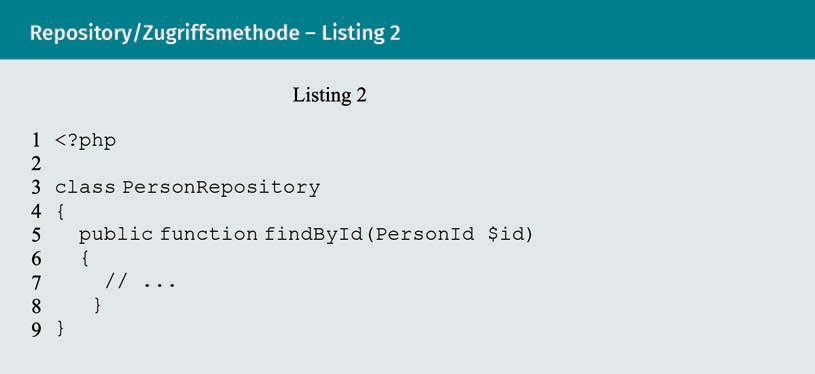 Repository/Zugriffsmethode – Listing 2
Listing 2
1 <?php
2
3 class PersonRepository
4 {
5   public function findById(PersonId $id)
6   {
7     // ...
8    }
9 }